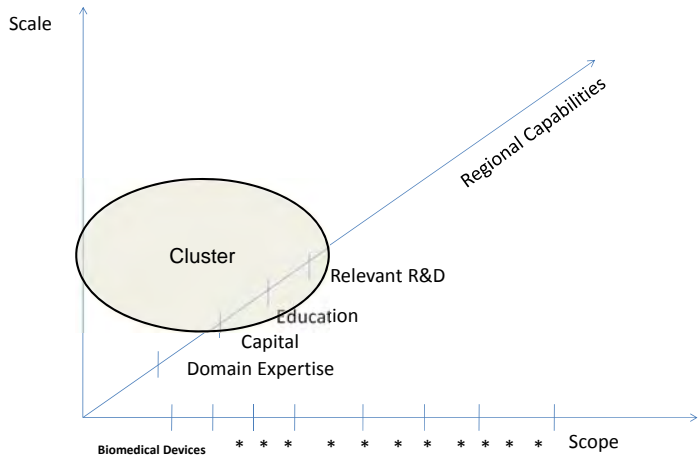 Scale
Regional Capabilities
Cluster
Relevant R&D
Education
Capital
Domain Expertise
Biomedical Devices * * * * * * * * * * * Scope